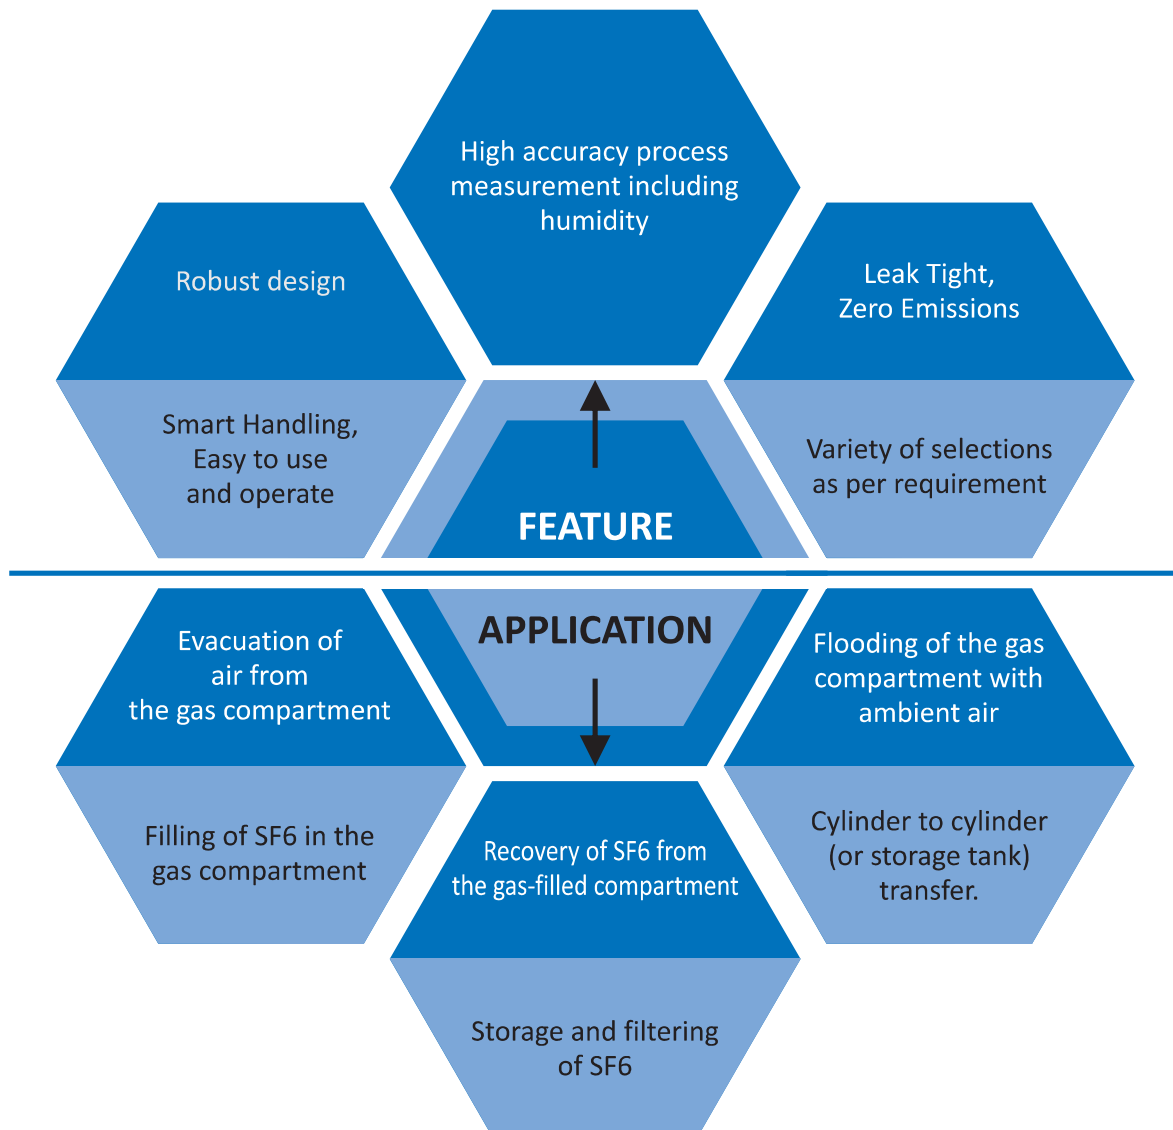 High accuracy process
measurement including
humidity
Robust design
Leak Tight,
Zero Emissions
Smart Handling,
Easy to use
and operate
Variety of selections
as per requirement
FEATURE
APPLICATION
Evacuation of
air from
the gas compartment
Flooding of the gas
compartment with
ambient air
Filling of SF6 in the
gas compartment
Recovery of SF6 from
the gas-filled compartment
Cylinder to cylinder
(or storage tank)
transfer.
Storage and filtering
of SF6